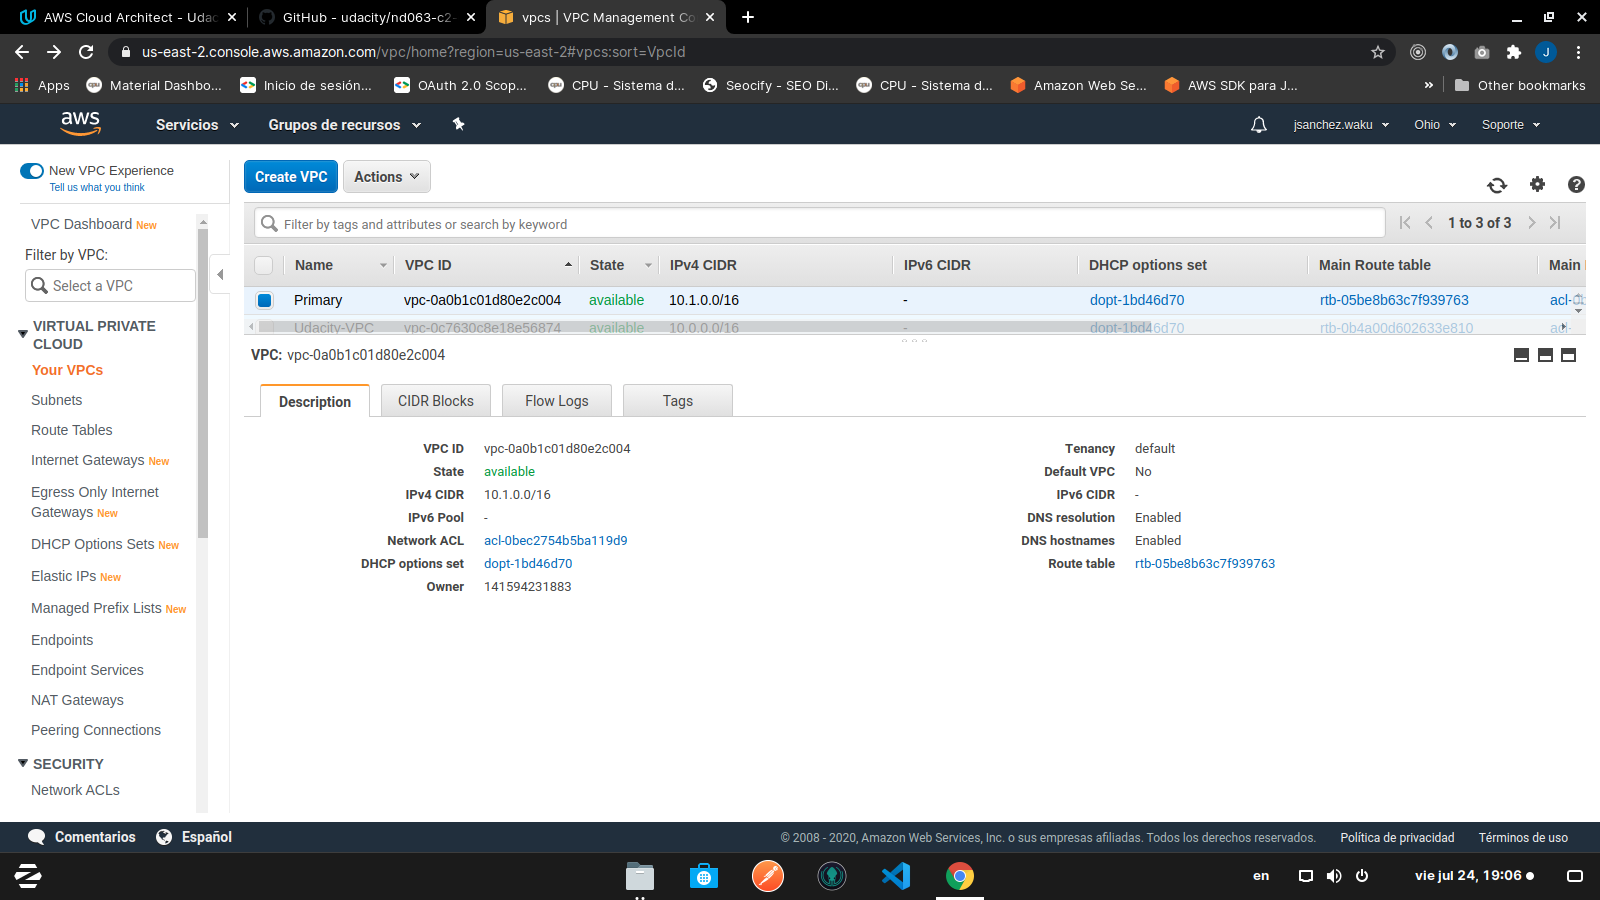 AWS Cloud Architect - Udac
GitHub - udacity/nd063-c2-
vpcs | VPC Management Co
us-east-2.console.aws.amazon.com/vpc/home?region=us-east-2#vpcs:sort=VpcId
J
Apps
Material Dashbo...
Inicio de sesión...
OAuth 2.0 Scop...
CPU - Sistema d...
Seocify - SEO Di...
CPU - Sistema d...
Amazon Web Se...
AWS SDK para J...
»
Other bookmarks
aws
Servicios
Grupos de recursos
jsanchez.waku
Ohio
Soporte
New VPC Experience
Tell us what you think
VPC Dashboard New
Filter by VPC:
Select a VPC
VIRTUAL PRIVATE
CLOUD
Your VPCs
Subnets
Route Tables
Internet Gateways New
Egress Only Internet
Gateways New
DHCP Options Sets New
Elastic IPs New
Managed Prefix Lists New
Endpoints
Endpoint Services
NAT Gateways
Peering Connections
SECURITY
Network ACLs
Create VPC
Actions
Filter by tags and attributes or search by keyword
1 to 3 of 3
Name VPC ID State IPv4 CIDR IPv6 CIDR DHCP options set Main Route table Main
Primary vpc-0a0b1c01d80e2c004 available 10.1.0.0/16 - dopt-1bd46d70 rtb-05be8b63c7f939763 acl-0b
Udacity-VPC vpc-0c7630c8e18e56874 available 10.0.0.0/16 - dopt-1bd46d70 rtb-0b4a00d602633e810 acl-
VPC: vpc-0a0b1c01d80e2c004
Description
CIDR Blocks
Flow Logs
Tags
VPC ID vpc-0a0b1c01d80e2c004
State available
IPv4 CIDR 10.1.0.0/16
IPv6 Pool -
Network ACL acl-0bec2754b5ba119d9
DHCP options set dopt-1bd46d70
Owner 141594231883
Tenancy default
Default VPC No
IPv6 CIDR -
DNS resolution Enabled
DNS hostnames Enabled
Route table rtb-05be8b63c7f939763
Comentarios
Español
© 2008 - 2020, Amazon Web Services, Inc. o sus empresas afiliadas. Todos los derechos reservados.
Política de privacidad
Términos de uso
en
vie jul 24, 19:06